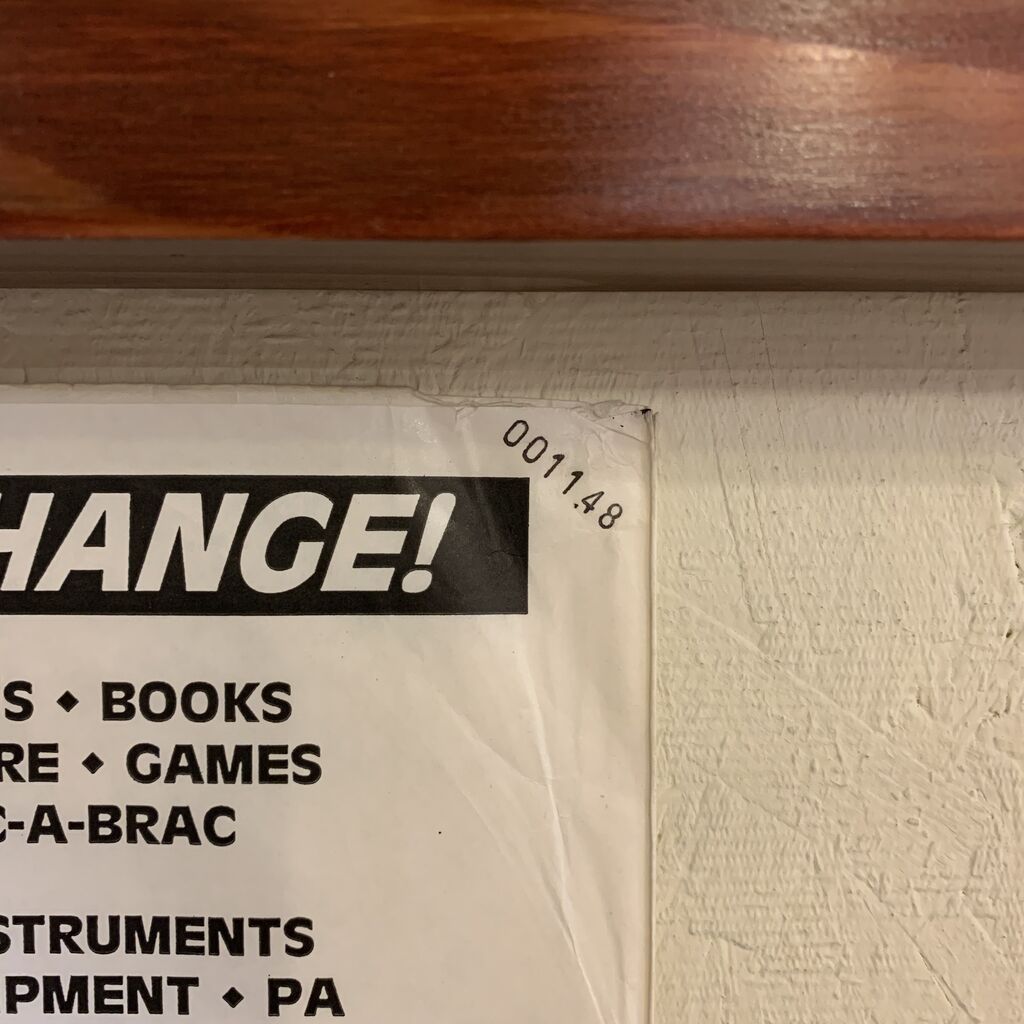 001148
HANGE!
S ◆ BOOKS
RE ◆ GAMES
C-A-BRAC
STRUMENTS
PMENT ◆ PA